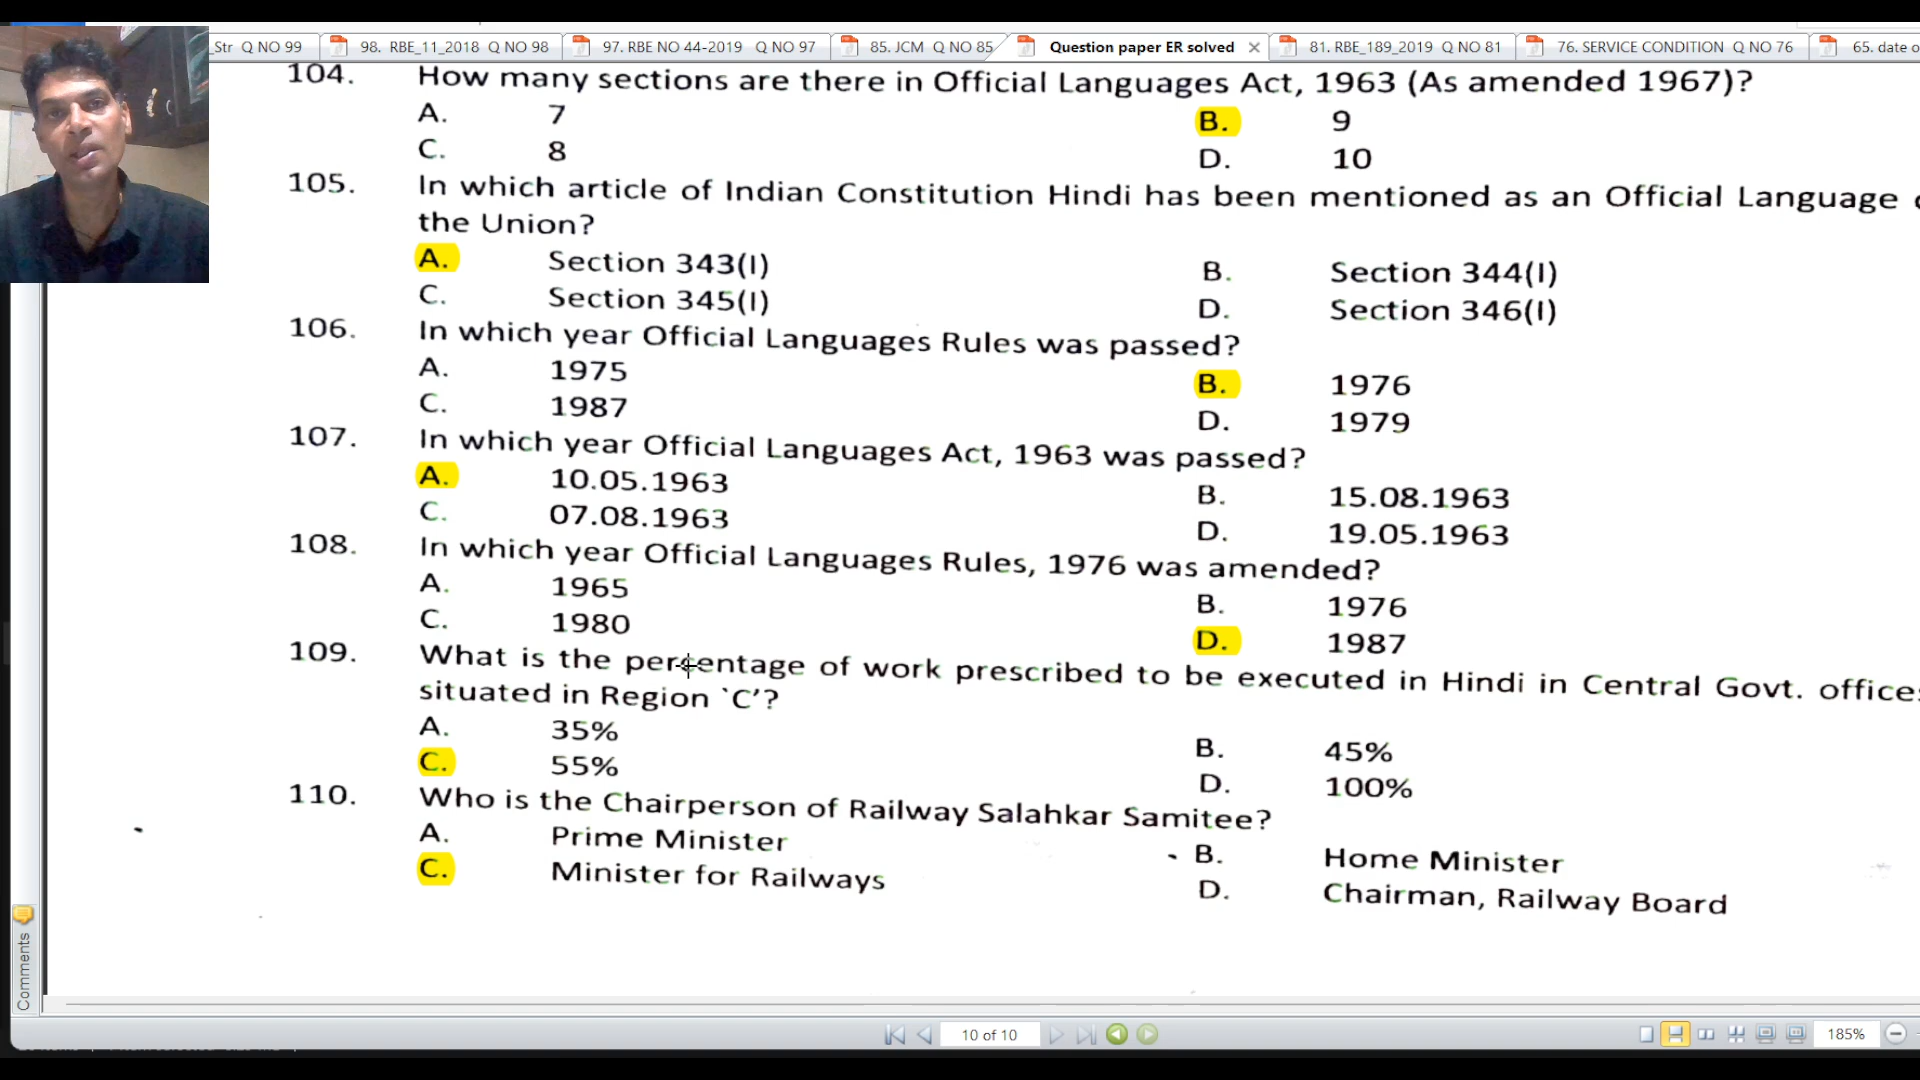 _Str Q NO 99 98. RBE_11_2018 Q NO 98 97. RBE NO 44-2019 Q NO 97 85. JCM Q NO 85 Question paper ER solved 81. RBE_189_2019 Q NO 81 76. SERVICE CONDITION Q NO 76 65. date o
104. How many sections are there in Official Languages Act, 1963 (As amended 1967)?
A. 7 B. 9
C. 8 D. 10
105. In which article of Indian Constitution Hindi has been mentioned as an Official Language
the Union?
A. Section 343(I) B. Section 344(I)
C. Section 345(I) D. Section 346(I)
106. In which year Official Languages Rules was passed?
A. 1975 B. 1976
C. 1987 D. 1979
107. In which year Official Languages Act, 1963 was passed?
A. 10.05.1963 B. 15.08.1963
C. 07.08.1963 D. 19.05.1963
108. In which year Official Languages Rules, 1976 was amended?
A. 1965 B. 1976
C. 1980 D. 1987
109. What is the percentage of work prescribed to be executed in Hindi in Central Govt. offices
situated in Region `C'?
A. 35% B. 45%
C. 55% D. 100%
110. Who is the Chairperson of Railway Salahkar Samitee?
A. Prime Minister B. Home Minister
C. Minister for Railways D. Chairman, Railway Board
Comments
10 of 10 185%